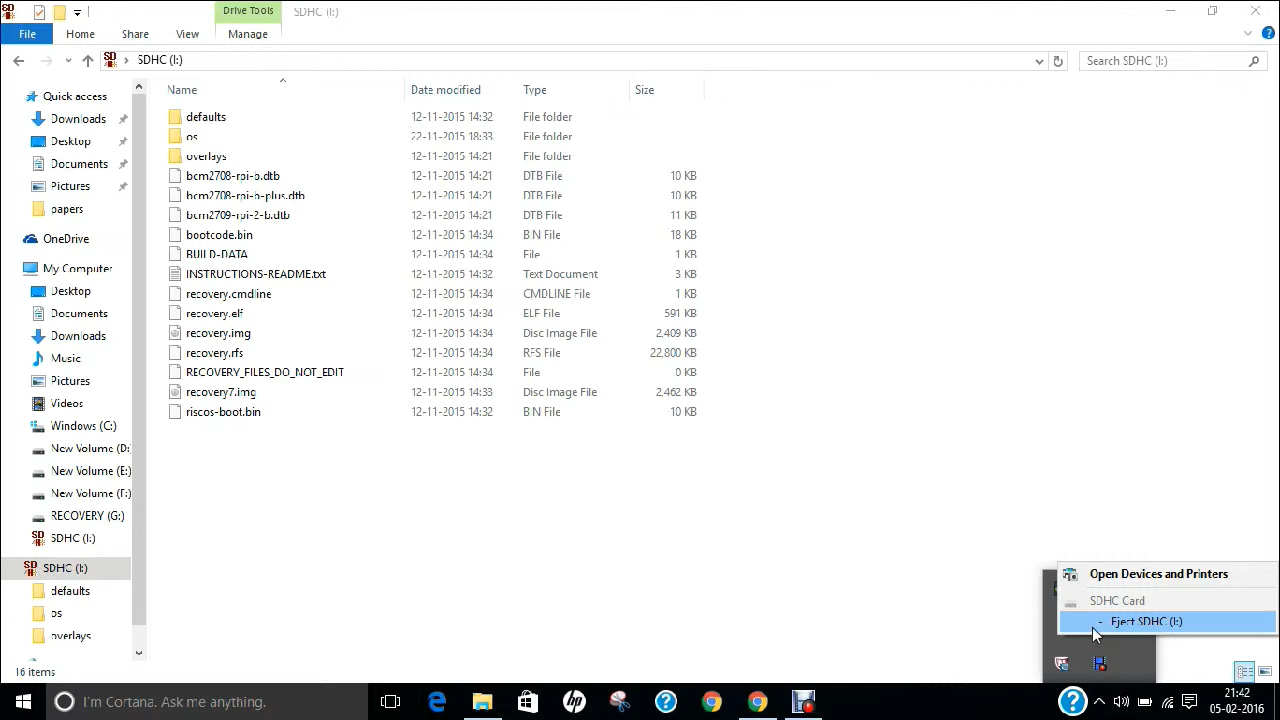 Drive Tools SDHC (I:)
File Home Share View Manage
SDHC (I:) Search SDHC (I:)
Name Date modified Type Size
Quick access
Downloads
Desktop
Documents
Pictures
papers
OneDrive
My Computer
Desktop
Documents
Downloads
Music
Pictures
Videos
Windows (C:)
New Volume (D:)
New Volume (E:)
New Volume (F:)
RECOVERY (G:)
SDHC (I:)
SDHC (I:)
defaults
os
overlays
defaults 12-11-2015 14:32 File folder
os 22-11-2015 18:33 File folder
overlays 12-11-2015 14:21 File folder
bcm2708-rpi-b.dtb 12-11-2015 14:21 DTB File 10 KB
bcm2708-rpi-b-plus.dtb 12-11-2015 14:21 DTB File 10 KB
bcm2709-rpi-2-b.dtb 12-11-2015 14:21 DTB File 11 KB
bootcode.bin 12-11-2015 14:34 BIN File 18 KB
BUILD-DATA 12-11-2015 14:32 File 1 KB
INSTRUCTIONS-README.txt 12-11-2015 14:32 Text Document 3 KB
recovery.cmdline 12-11-2015 14:34 CMDLINE File 1 KB
recovery.elf 12-11-2015 14:34 ELF File 591 KB
recovery.img 12-11-2015 14:34 Disc Image File 2,409 KB
recovery.rfs 12-11-2015 14:34 RFS File 22,800 KB
RECOVERY_FILES_DO_NOT_EDIT 12-11-2015 14:34 File 0 KB
recovery7.img 12-11-2015 14:33 Disc Image File 2,462 KB
riscos-boot.bin 12-11-2015 14:32 BIN File 10 KB
Open Devices and Printers
SDHC Card
- Eject SDHC (I:)
16 items
I'm Cortana. Ask me anything.
21:42
05-02-2016